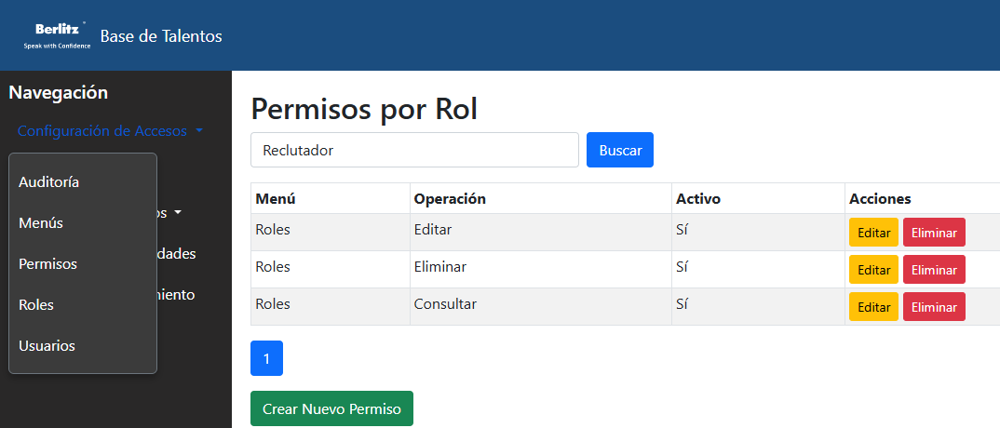 Berlitz
Speak with Confidence
Base de Talentos
Navegación
Configuración de Accesos
Auditoría
Menús
Permisos
Roles
Usuarios
os
dades
miento
Permisos por Rol
Reclutador
Buscar
Menú Operación Activo Acciones
Roles Editar Sí Editar Eliminar
Roles Eliminar Sí Editar Eliminar
Roles Consultar Sí Editar Eliminar
1
Crear Nuevo Permiso